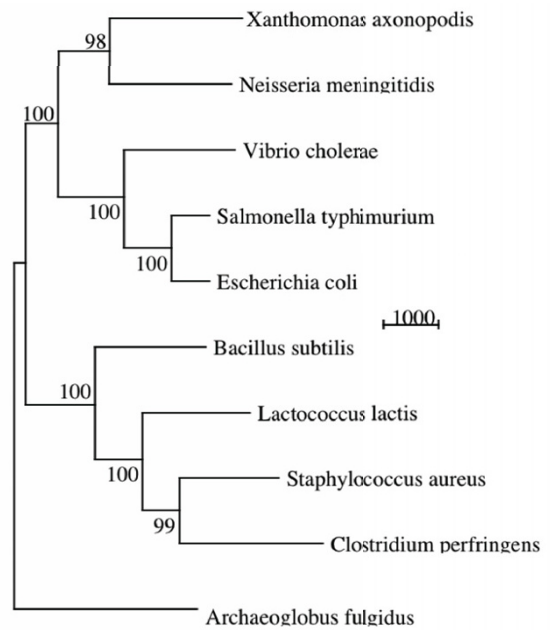 Xanthomonas axonopodis
98
Neisseria meningitidis
100
Vibrio cholerae
100
Salmonella typhimurium
100
Escherichia coli
1000
Bacillus subtilis
100
Lactococcus lactis
100
Staphylococcus aureus
99
Clostridium perfringens
Archaeoglobus fulgidus